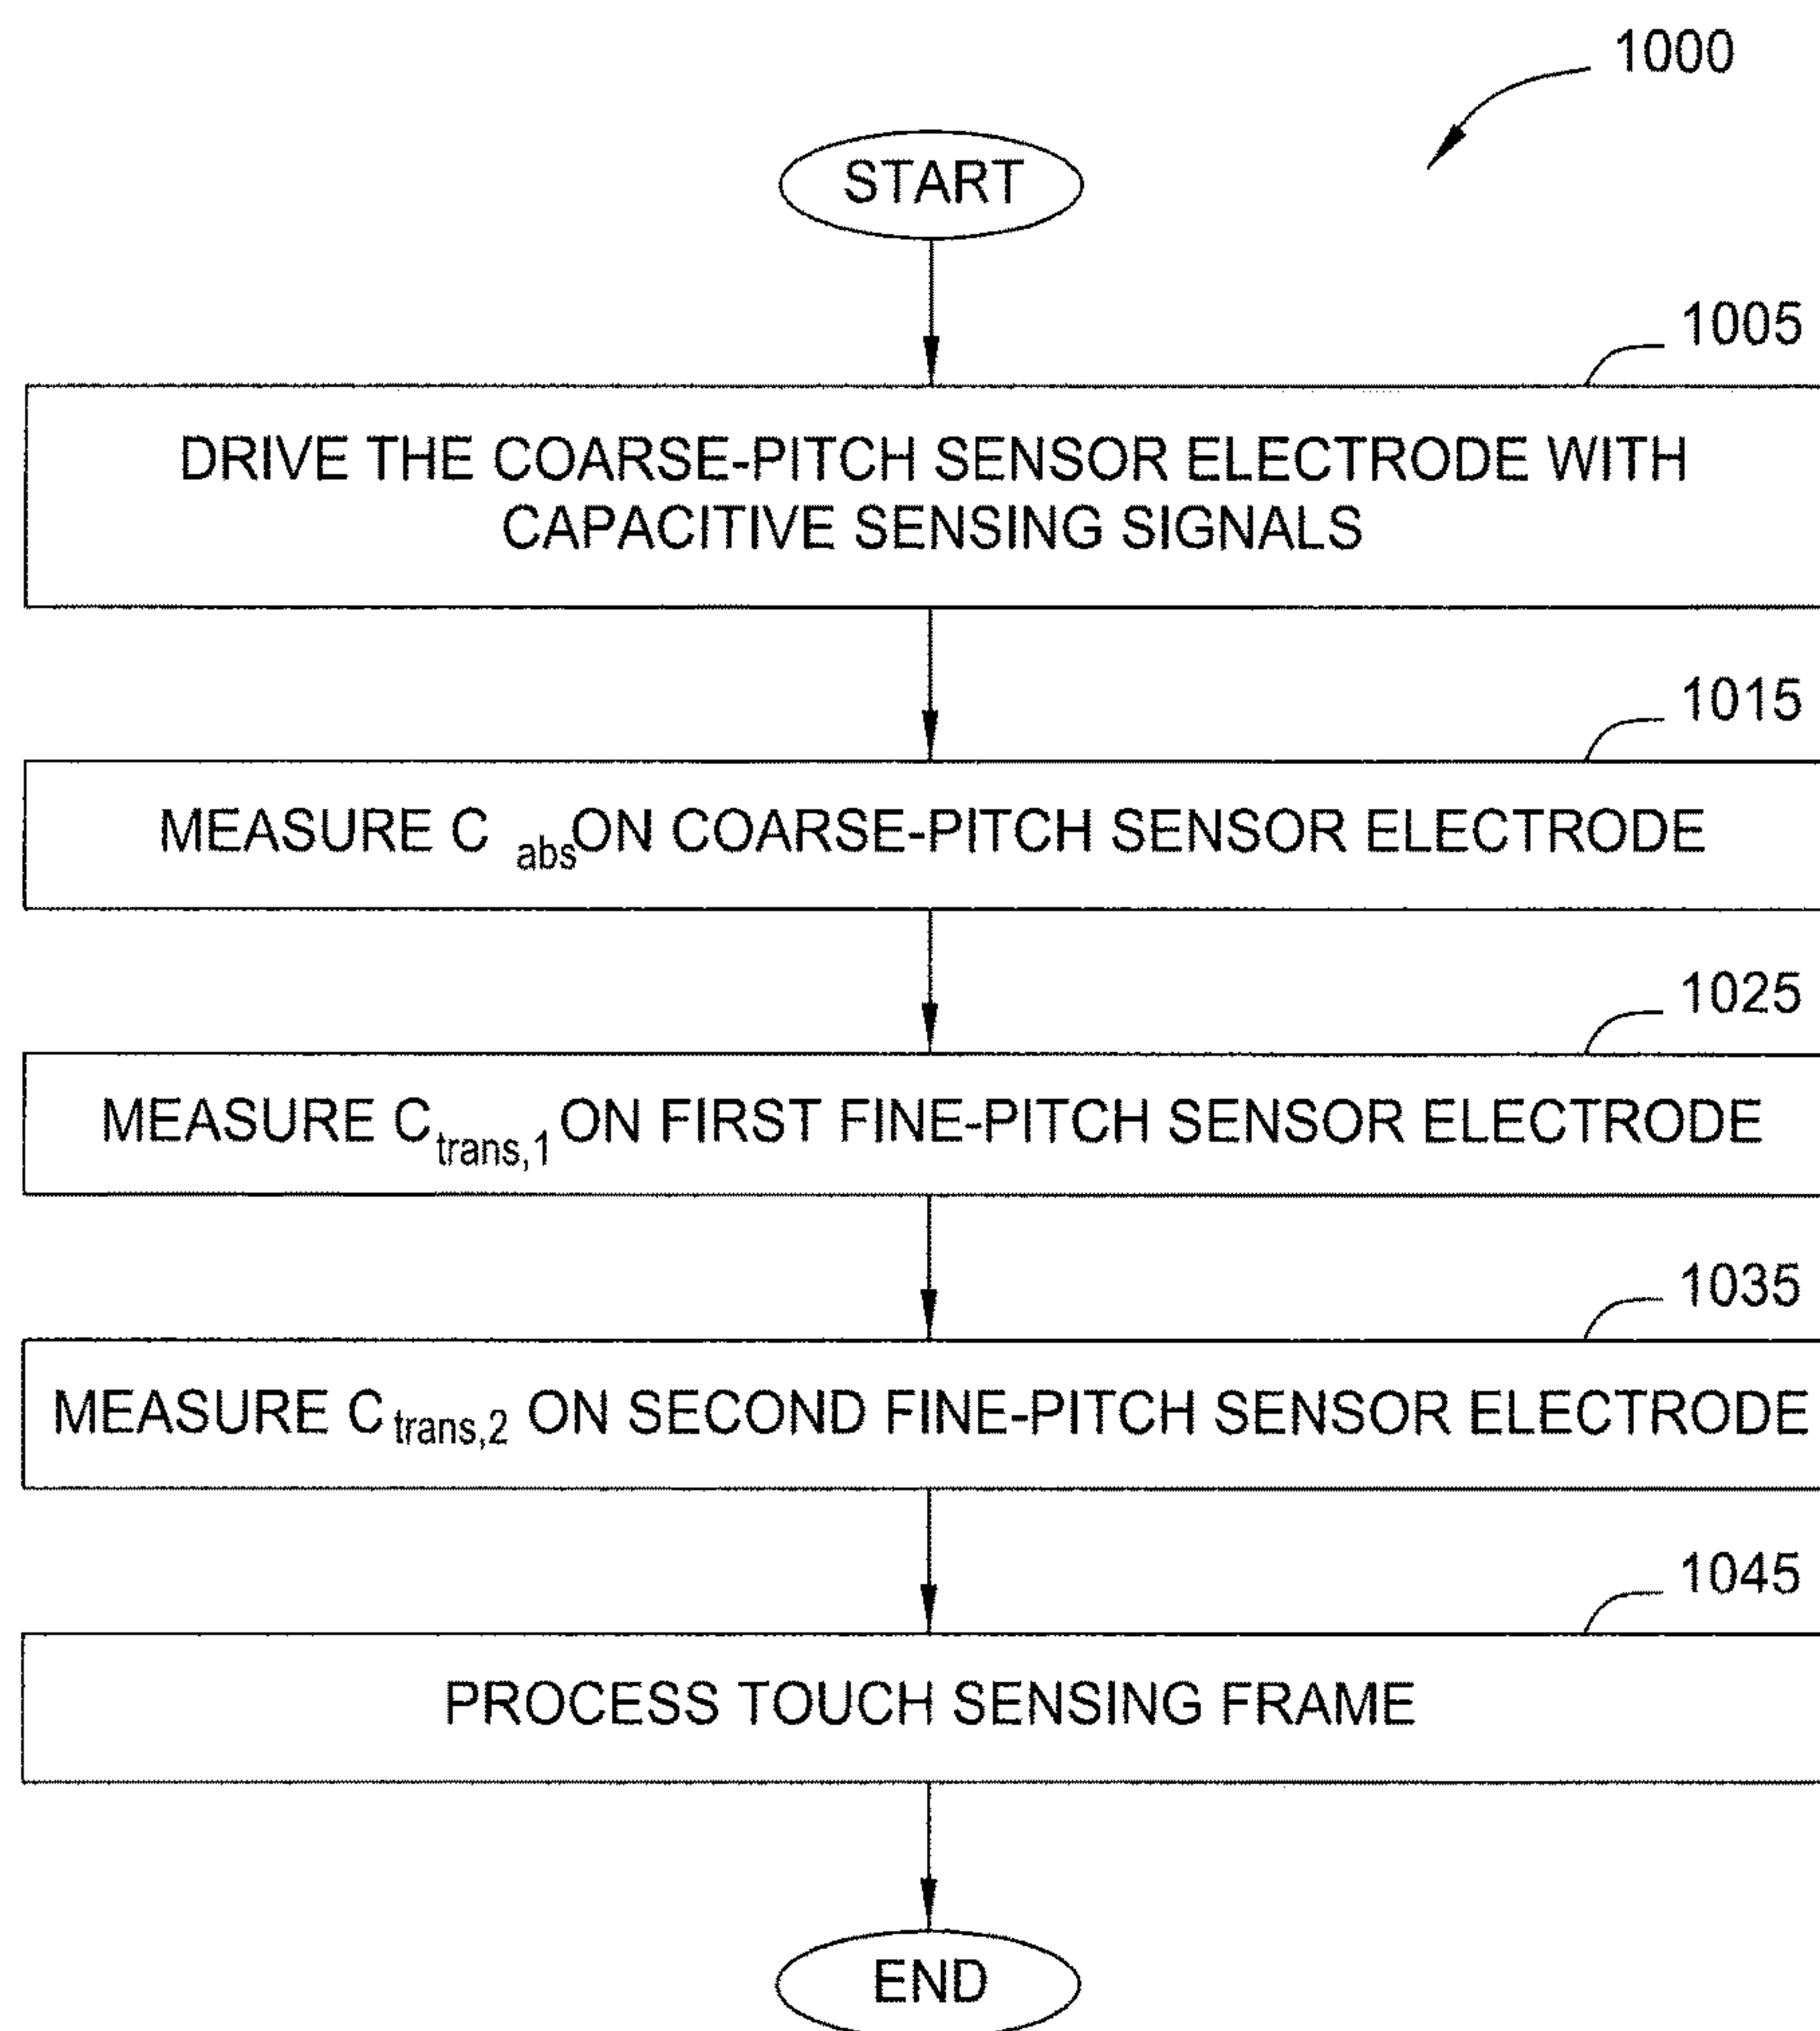 1000
START
1005
DRIVE THE COARSE-PITCH SENSOR ELECTRODE WITH
CAPACITIVE SENSING SIGNALS
1015
MEASURE C abs ON COARSE-PITCH SENSOR ELECTRODE
1025
MEASURE Ctrans,1 ON FIRST FINE-PITCH SENSOR ELECTRODE
1035
MEASURE Ctrans,2 ON SECOND FINE-PITCH SENSOR ELECTRODE
1045
PROCESS TOUCH SENSING FRAME
END